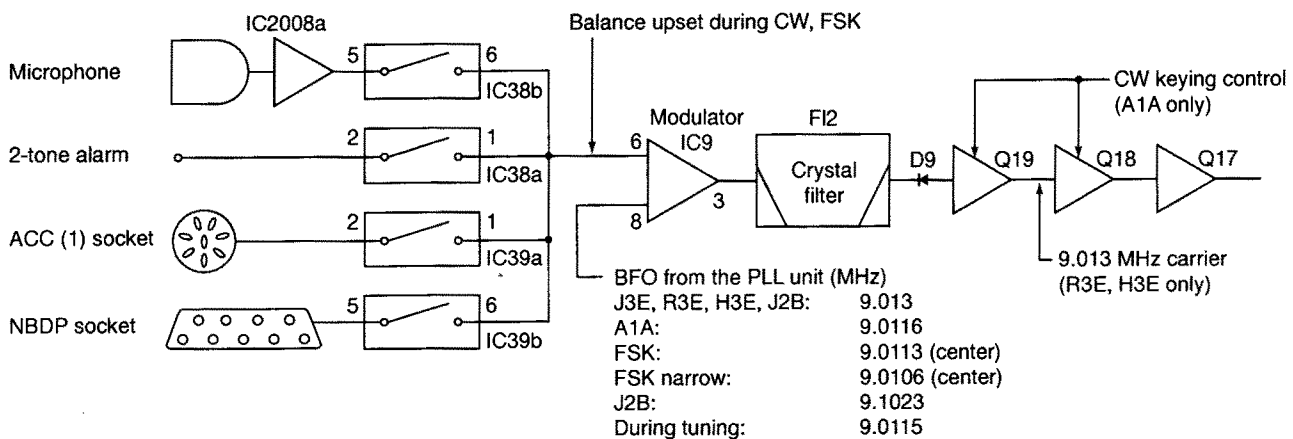 IC2008a
Balance upset during CW, FSK
Microphone
5
6
IC38b
CW keying control
(A1A only)
2-tone alarm
2
1
IC38a
6
Modulator
IC9
8
3
FI2
Crystal
filter
D9
Q19
Q18
Q17
ACC (1) socket
2
1
IC39a
NBDP socket
5
6
IC39b
9.013 MHz carrier
(R3E, H3E only)
BFO from the PLL unit (MHz)
J3E, R3E, H3E, J2B: 9.013
A1A: 9.0116
FSK: 9.0113 (center)
FSK narrow: 9.0106 (center)
J2B: 9.1023
During tuning: 9.0115